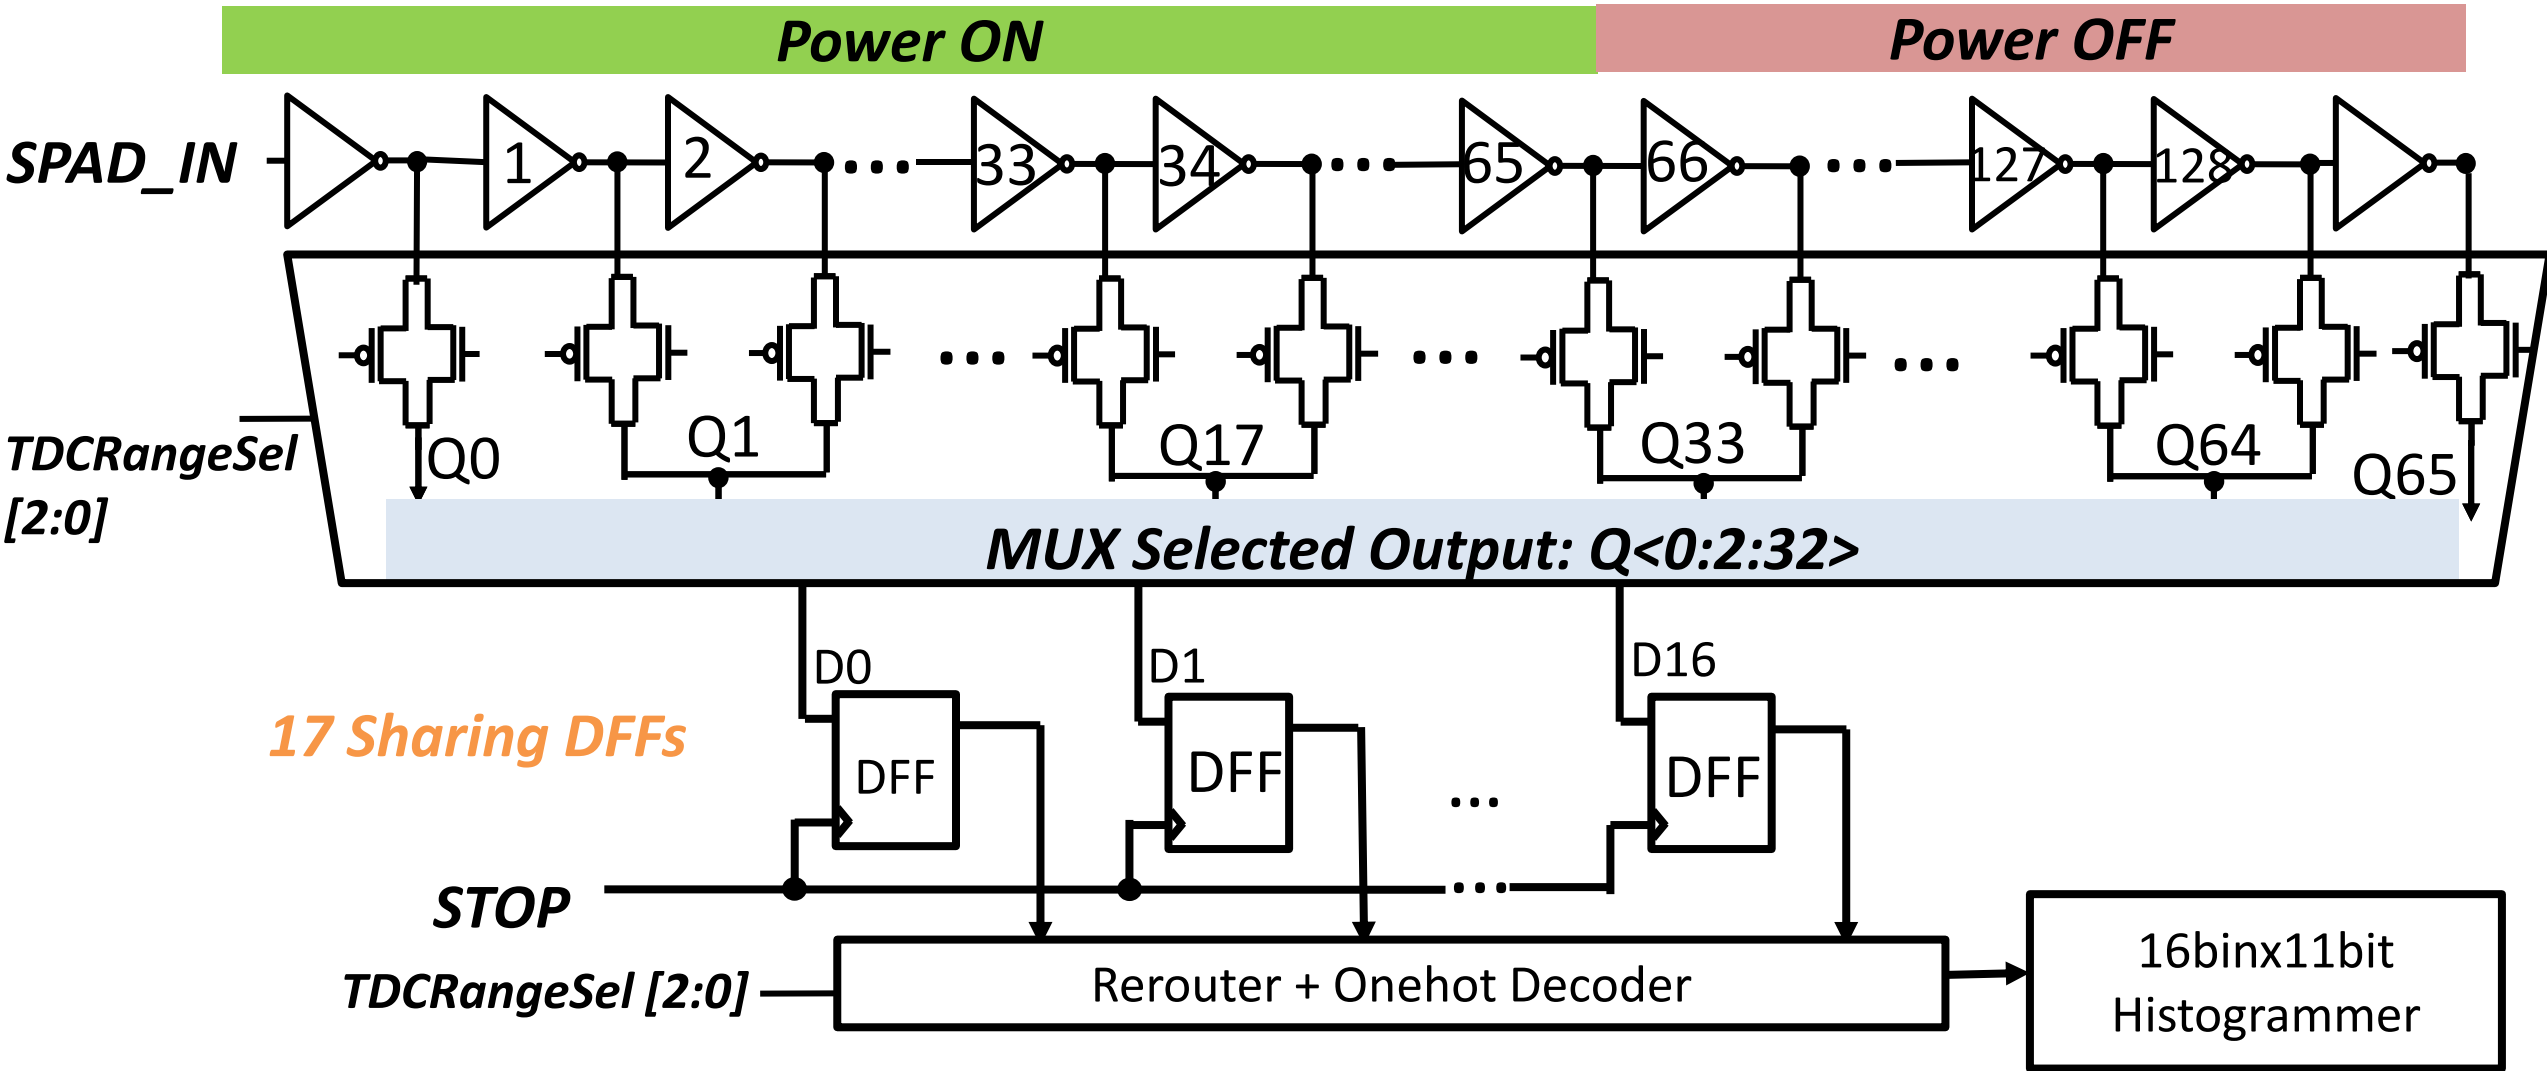 Power ON
Power OFF
SPAD_IN
1
2
...
33
34
...
65
66
...
127
128
... ... ...
TDCRangeSel
[2:0]
Q0
Q1
Q17
Q33
Q64
Q65
MUX Selected Output: Q<0:2:32>
D0
D1
D16
17 Sharing DFFs
DFF
DFF
...
DFF
STOP
...
TDCRangeSel [2:0]
Rerouter + Onehot Decoder
16binx11bit
Histogrammer